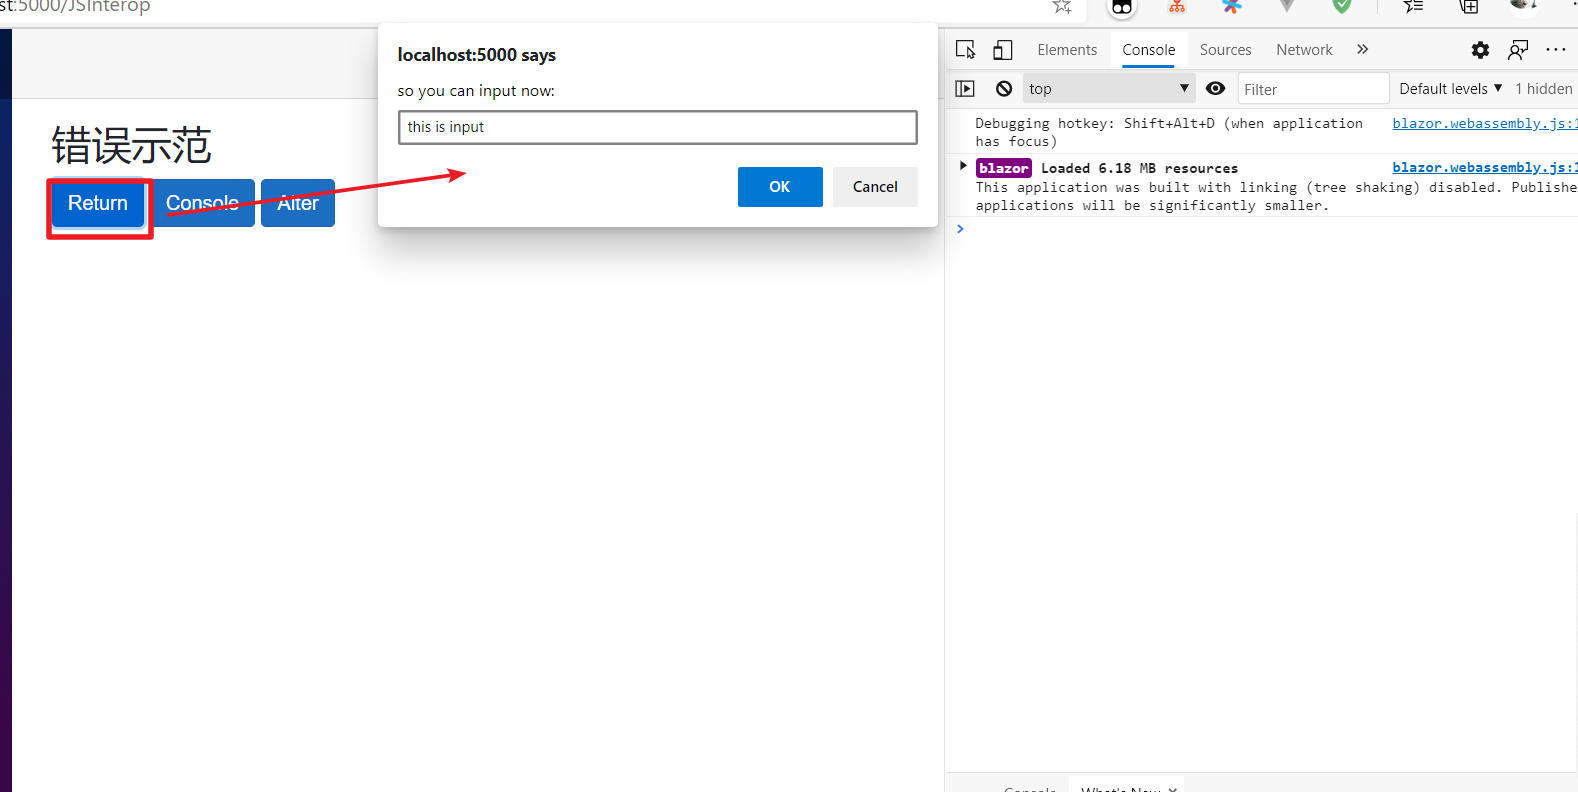 st:5000/JSInterop
localhost:5000 says
so you can input now:
this is input
OK
Cancel
错误示范
Return
Console
Alter
Elements
Console
Sources
Network
top
Filter
Default levels
1 hidden
Debugging hotkey: Shift+Alt+D (when application
has focus)
blazor.webassembly.js:1
blazor Loaded 6.18 MB resources
blazor.webassembly.js:1
This application was built with linking (tree shaking) disabled. Publishe
applications will be significantly smaller.
Console
What's New